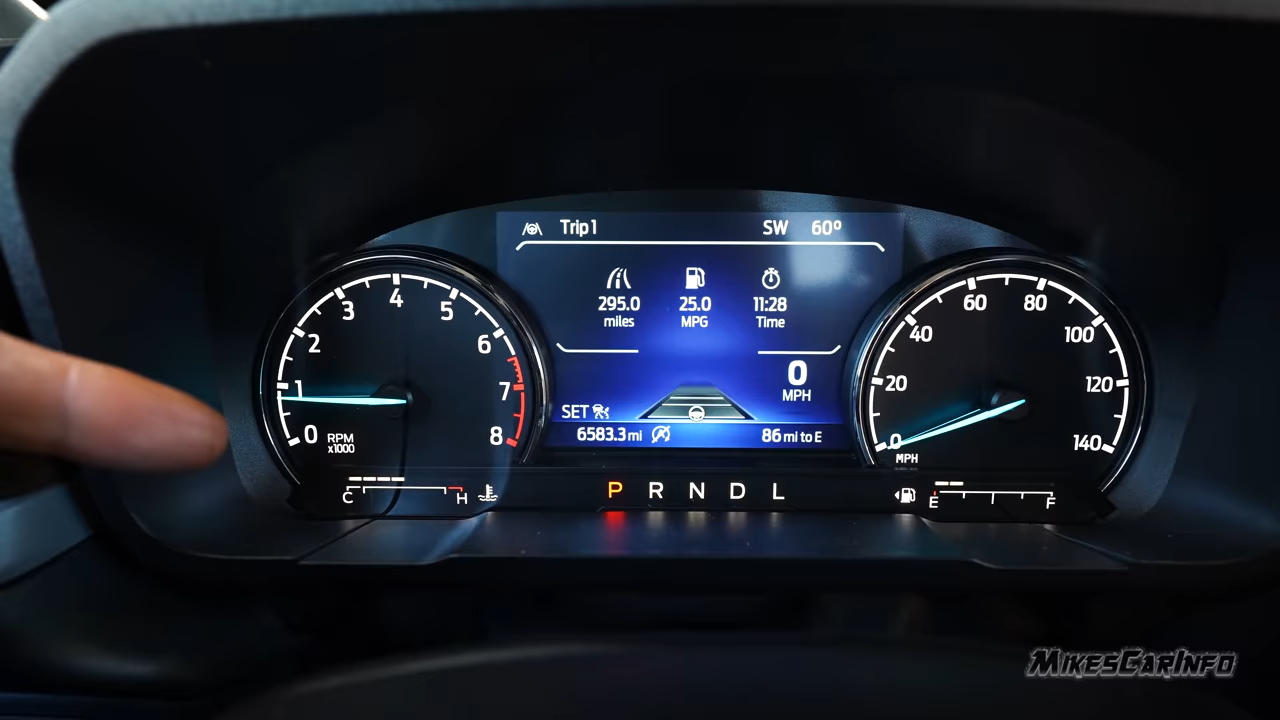 Trip 1
SW 60º
295.0
miles
25.0
MPG
11:28
Time
0
MPH
SET
6583.3 mi
86 mi to E
0 1 2 3 4 5 6 7 8
RPM
x1000
0 20 40 60 80 100 120 140
MPH
C H
P R N D L
E F
MIKESCARINFO